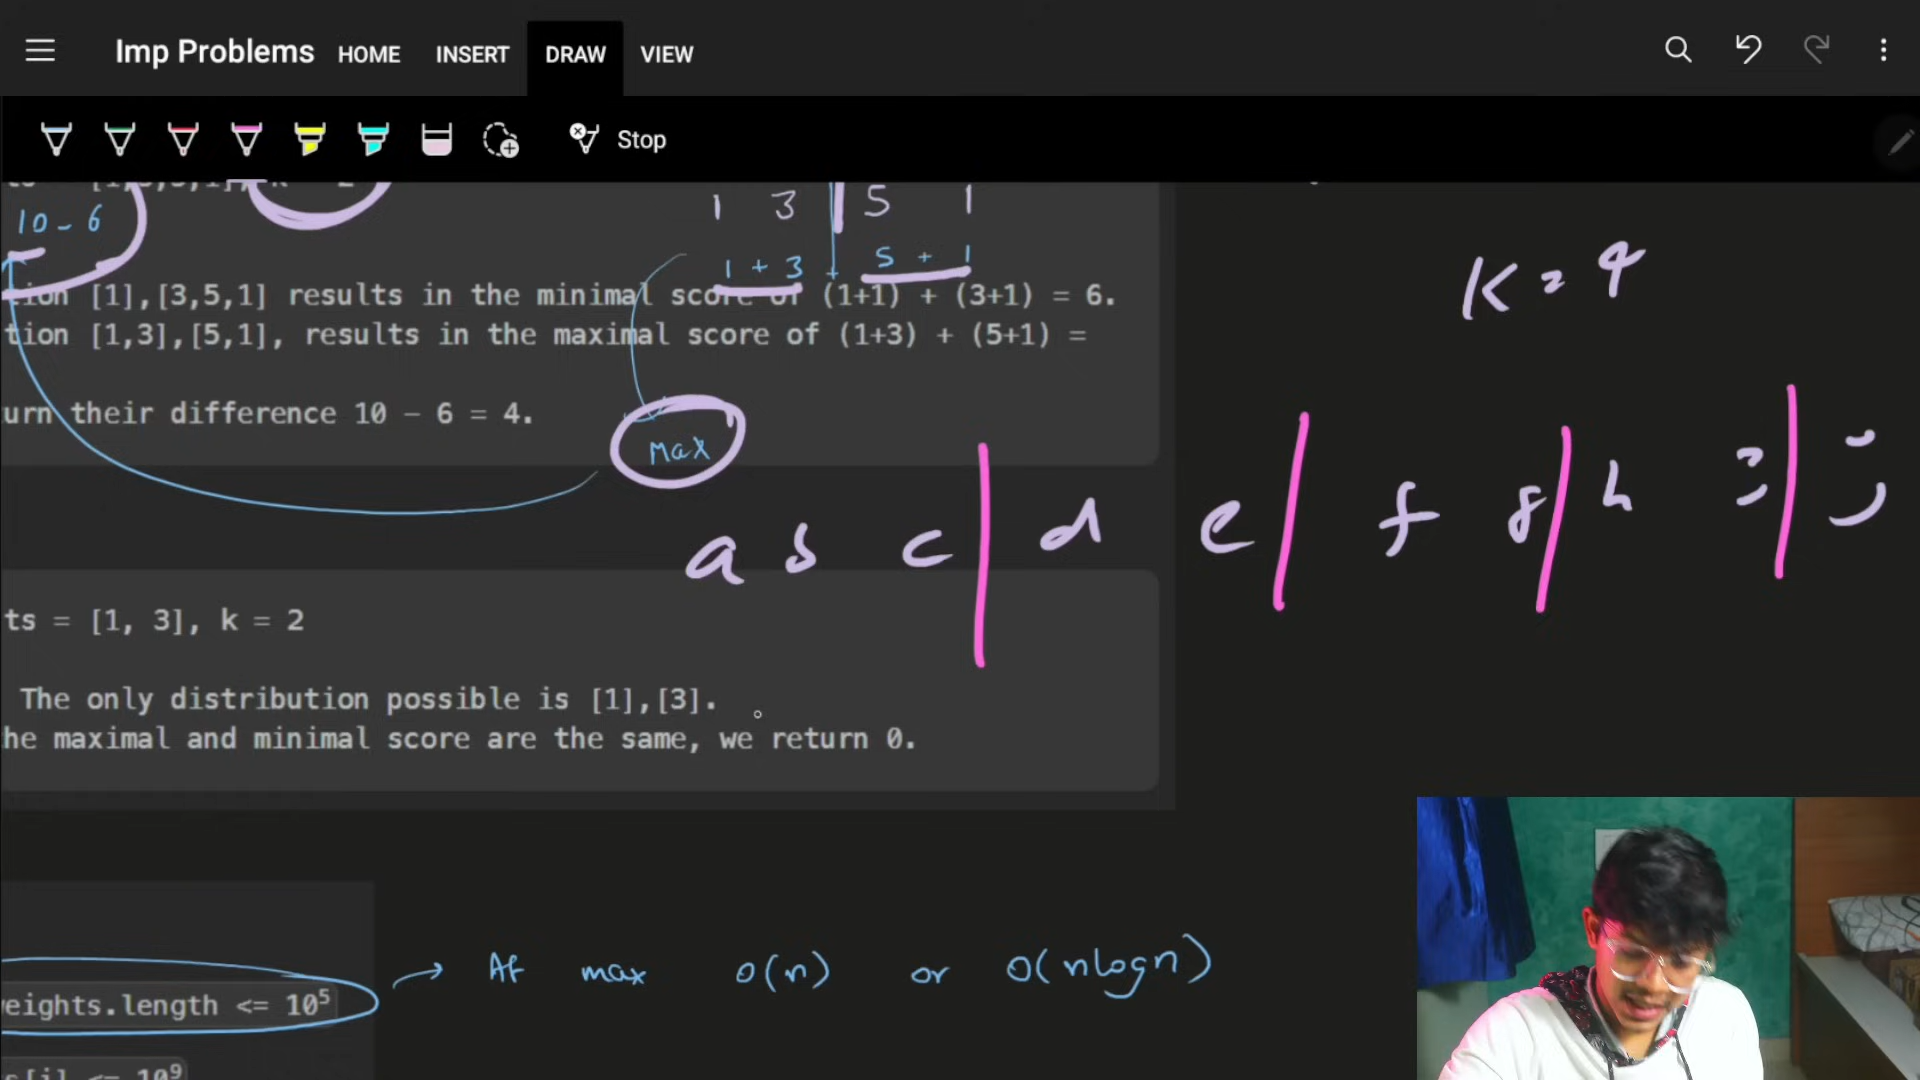 Imp Problems HOME INSERT DRAW VIEW
Stop
10 - 6
1 3 5 1
1 + 3 + 5 + 1
K = 4
tion [1],[3,5,1] results in the minimal score of (1+1) + (3+1) = 6.
tion [1,3],[5,1], results in the maximal score of (1+3) + (5+1) =
urn their difference 10 - 6 = 4.
Max
a b c d e f g h i j
ts = [1, 3], k = 2
The only distribution possible is [1],[3].
he maximal and minimal score are the same, we return 0.
At max O(n) or O(nlogn)
eights.length <= 10⁵
s[i] <= 10⁹